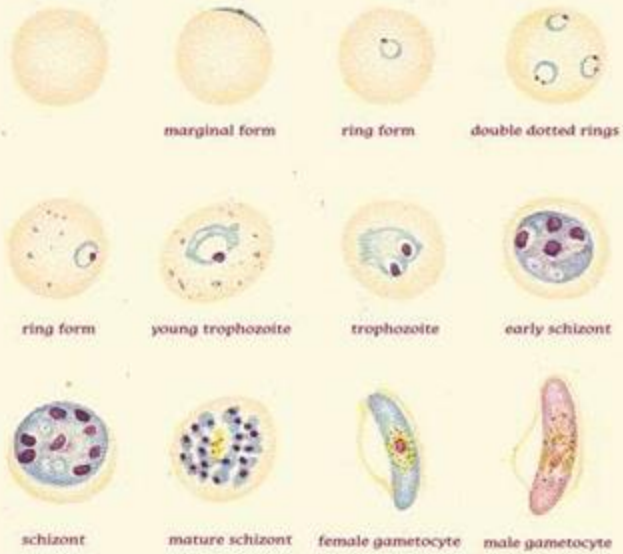 marginal form ring form double dotted rings
ring form young trophozoite trophozoite early schizont
schizont mature schizont female gametocyte male gametocyte